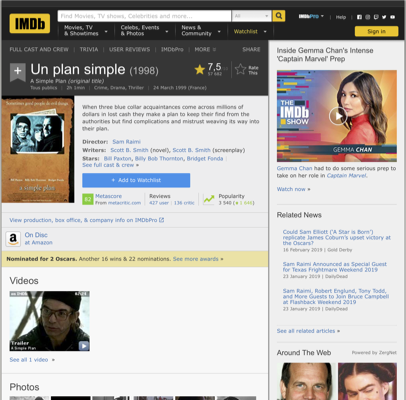 IMDb
Find Movies, TV shows, Celebrities and more...
All
IMDbPro
Help
Movies, TV
& Showtimes
Celebs, Events
& Photos
News &
Community
Watchlist
Sign in
FULL CAST AND CREW | TRIVIA | USER REVIEWS | IMDbPro | MORE
SHARE
Un plan simple (1998)
A Simple Plan (original title)
Tous publics | 2h 1min | Crime, Drama, Thriller | 24 March 1999 (France)
7,5
Rate
This
When three blue collar acquaintances come across millions of
dollars in lost cash they make a plan to keep their find from the
authorities but find complications and mistrust weaving its way into
their plan.
Director: Sam Raimi
Writers: Scott B. Smith (novel), Scott B. Smith (screenplay)
Stars: Bill Paxton, Billy Bob Thornton, Bridget Fonda |
See full cast & crew »
+ Add to Watchlist
82
Metascore
From metacritic.com
Reviews
427 user | 136 critic
Popularity
View production, box office, & company info on IMDbPro
On Disc
at Amazon
Nominated for 2 Oscars. Another 16 wins & 22 nominations. See more awards »
Videos
Trailer
A Simple Plan
See all 1 video »
Photos
Inside Gemma Chan's Intense
'Captain Marvel' Prep
THE
IMDb
SHOW
GEMMA CHAN
Gemma Chan had to do some serious prep
to take on her role in Captain Marvel.
Watch now »
Related News
Could Sam Elliott ("A Star is Born")
replicate James Coburn's upset victory at
the Oscars?
16 February 2019 | Gold Derby
Sam Raimi Announced as Special Guest for
Texas Frightmare Weekend 2019
23 January 2019 | DailyDead
Sam Raimi, Robert Englund, Tony Todd,
and More Guests to Join Bruce Campbell
at Flashback Weekend 2019
23 January 2019 | DailyDead
See all related articles »
Around The Web
Powered by ZergNet